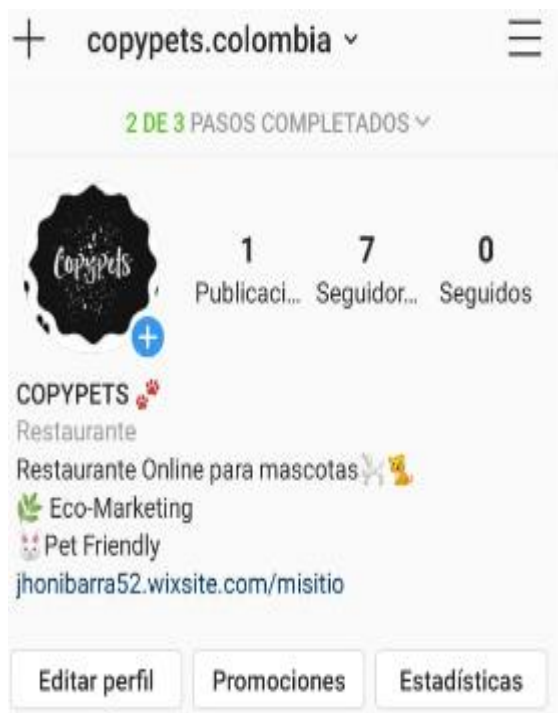 copypets.colombia
2 DE 3 PASOS COMPLETADOS
Copypets
1 7 0
Publicaci... Seguidor... Seguidos
COPYPETS 🐾
Restaurante
Restaurante Online para mascotas🐕🐈
🌿 Eco-Marketing
🐰Pet Friendly
jhonibarra52.wixsite.com/misitio
Editar perfil Promociones Estadísticas